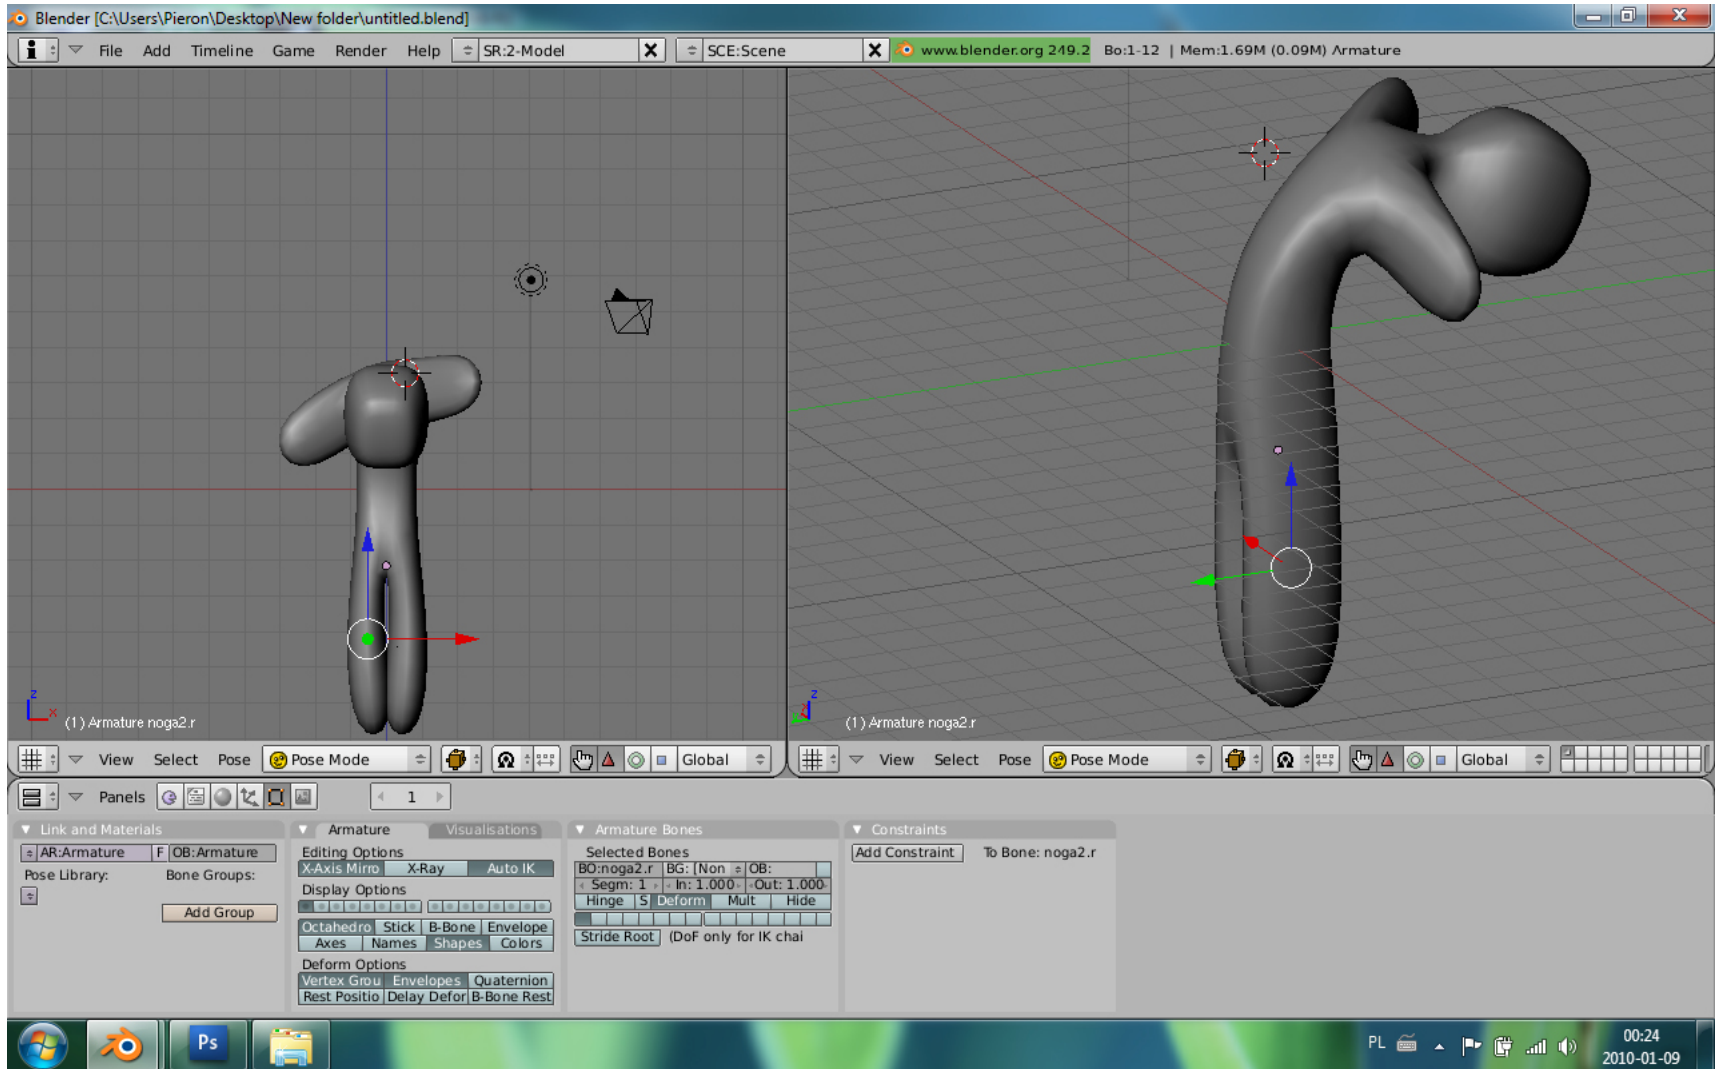 Blender [C:\Users\Pieron\Desktop\New folder\untitled.blend]
File Add Timeline Game Render Help SR:2-Model SCE:Scene www.blender.org 249.2 Bo:1-12 | Mem:1.69M (0.09M) Armature
z
x
(1) Armature noga2.r
z
(1) Armature noga2.r
View Select Pose Pose Mode Global
View Select Pose Pose Mode Global
Panels 1
Link and Materials
AR:Armature F OB:Armature
Pose Library: Bone Groups:
Add Group
Armature Visualisations
Editing Options
X-Axis Mirro X-Ray Auto IK
Display Options
Octahedro Stick B-Bone Envelope
Axes Names Shapes Colors
Deform Options
Vertex Grou Envelopes Quaternion
Rest Positio Delay Defor B-Bone Rest
Armature Bones
Selected Bones
BO:noga2.r BG: [Non OB:
Segm: 1 In: 1.000 Out: 1.000
Hinge S Deform Mult Hide
Stride Root (DoF only for IK chai
Constraints
Add Constraint To Bone: noga2.r
Ps
PL
00:24
2010-01-09